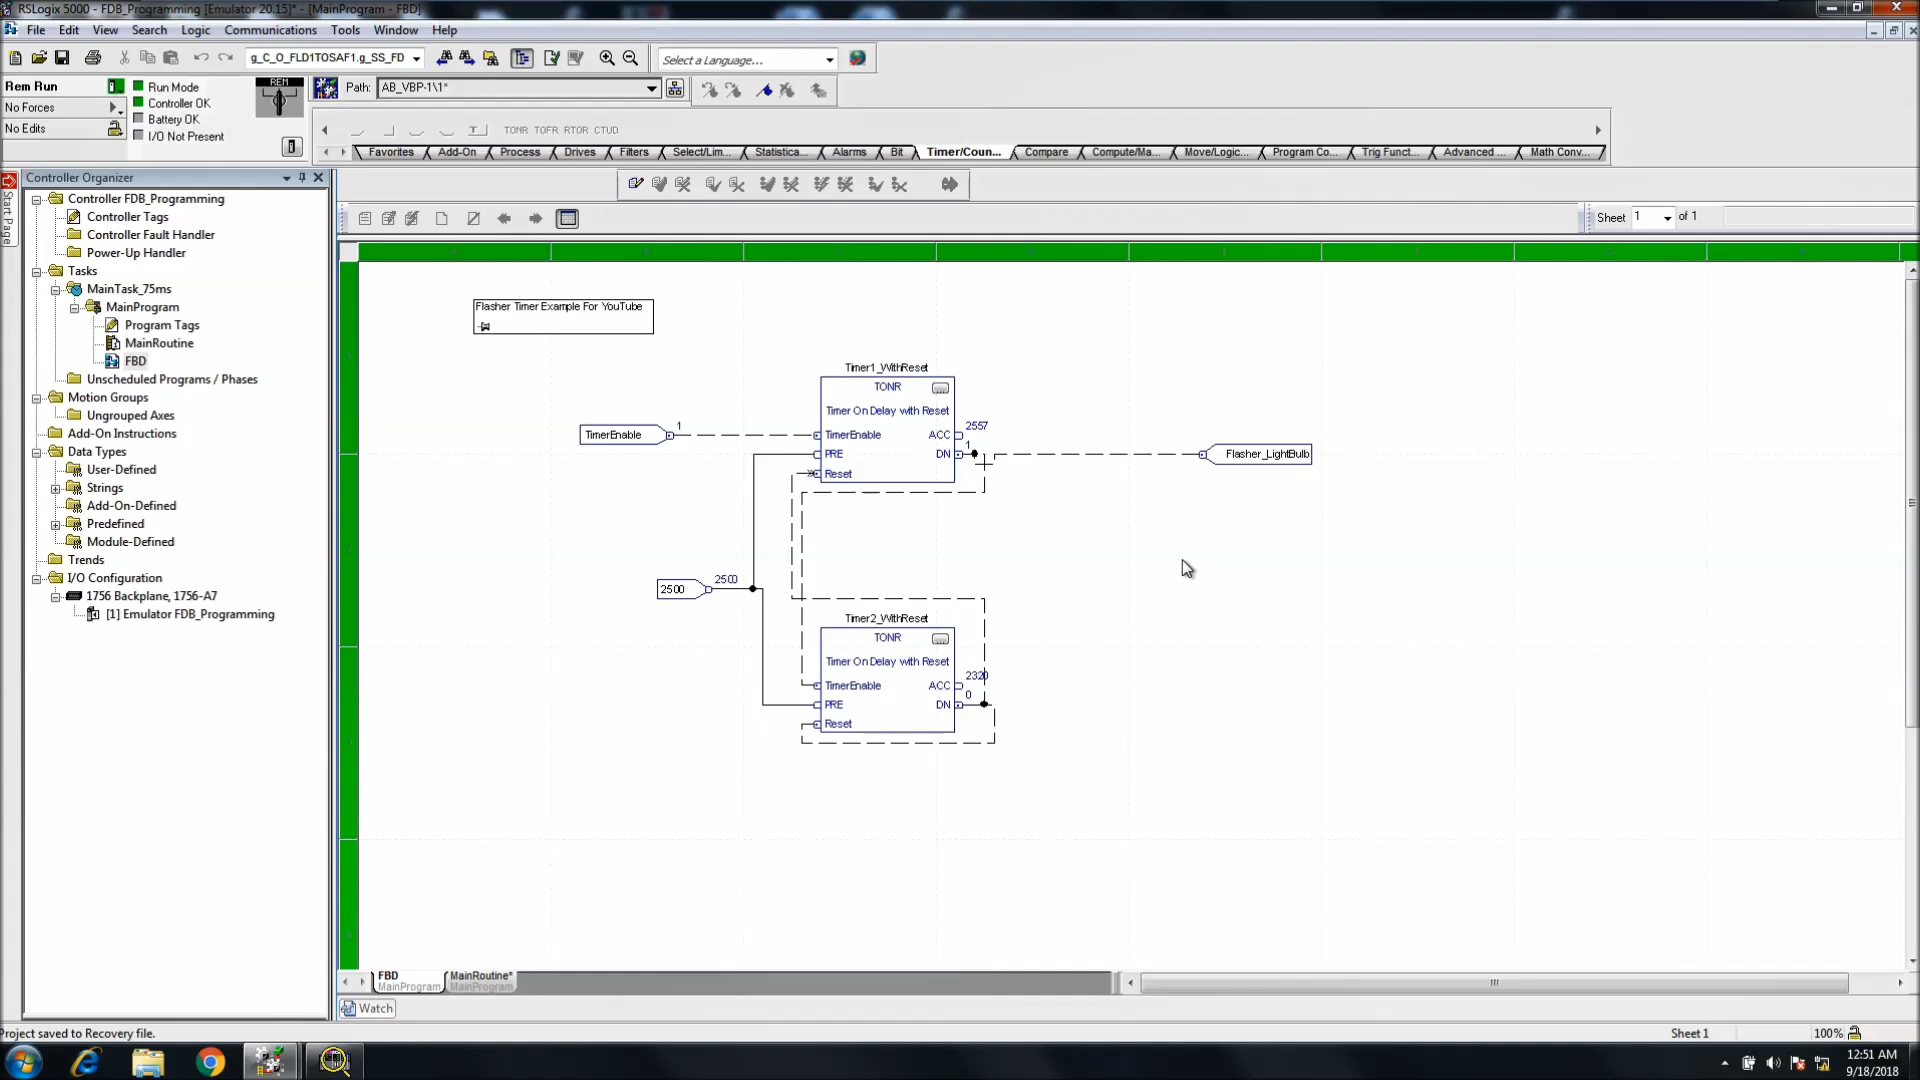 RSLogix 5000 - FDB_Programming [Emulator 20.15]* - [MainProgram - FBD]
File Edit View Search Logic Communications Tools Window Help
g_C_O_FLD1TOSAF1.g_SS_FD
Select a Language...
Rem Run
No Forces
No Edits
Run Mode
Controller OK
Battery OK
I/O Not Present
REM
Path: AB_VBP-1\1*
TONR TOFR RTOR CTUD
Favorites Add-On Process Drives Filters Select/Lim... Statistica... Alarms Bit Timer/Coun... Compare Compute/Ma... Move/Logic... Program Co... Trig Funct... Advanced ... Math Conv...
Start Page
Controller Organizer
Controller FDB_Programming
Controller Tags
Controller Fault Handler
Power-Up Handler
Tasks
MainTask_75ms
MainProgram
Program Tags
MainRoutine
FBD
Unscheduled Programs / Phases
Motion Groups
Ungrouped Axes
Add-On Instructions
Data Types
User-Defined
Strings
Add-On-Defined
Predefined
Module-Defined
Trends
I/O Configuration
1756 Backplane, 1756-A7
[1] Emulator FDB_Programming
Sheet 1 of 1
Flasher Timer Example For YouTube
Timer1_WithReset
TONR
Timer On Delay with Reset
TimerEnable 1
TimerEnable ACC 2557
PRE DN 1
Reset
Flasher_LightBulb
2500 2500
Timer2_WithReset
TONR
Timer On Delay with Reset
TimerEnable ACC 2320
PRE DN 0
Reset
FBD
MainProgram
MainRoutine*
MainProgram
Watch
Project saved to Recovery file.
Sheet 1
100%
12:51 AM
9/18/2018